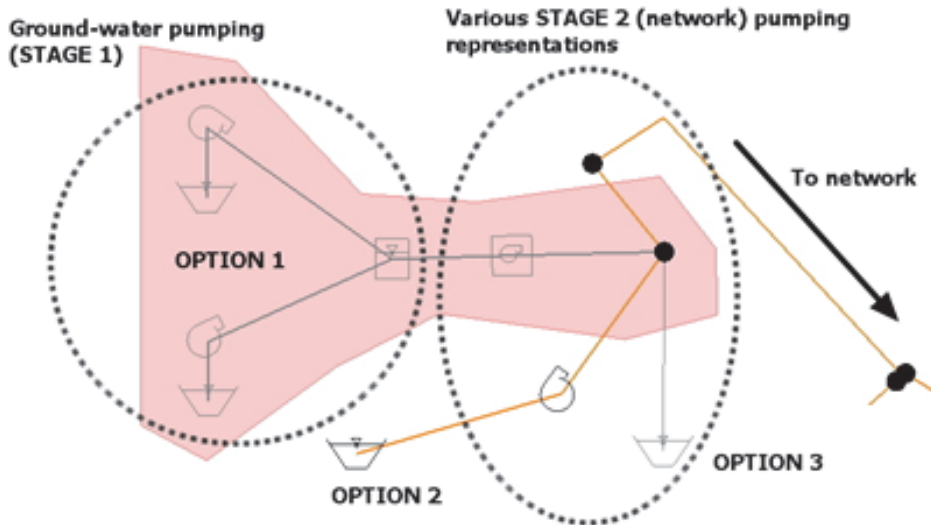 Ground-water pumping
(STAGE 1)
Various STAGE 2 (network) pumping
representations
To network
OPTION 1
OPTION 2
OPTION 3